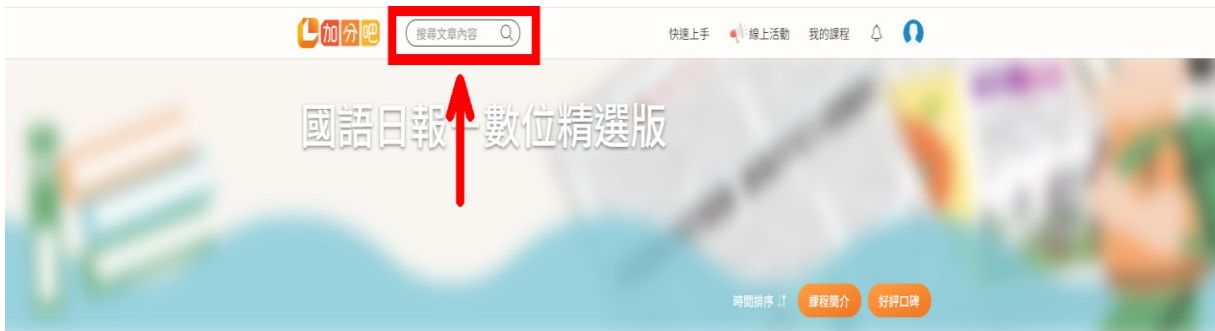 加分吧
搜尋文章內容
快速上手 線上活動 我的課程
國語日報－數位精選版
時間排序 課程簡介 好評口碑